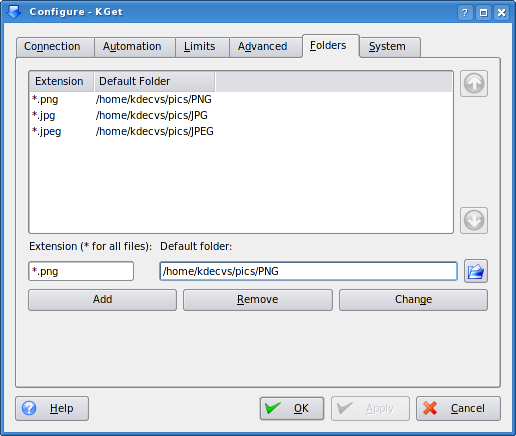 Configure - KGet
Connection Automation Limits Advanced Folders System
Extension Default Folder
*.png /home/kdecvs/pics/PNG
*.jpg /home/kdecvs/pics/JPG
*.jpeg /home/kdecvs/pics/JPEG
Extension (* for all files): Default folder:
*.png /home/kdecvs/pics/PNG
Add Remove Change
Help OK Apply Cancel